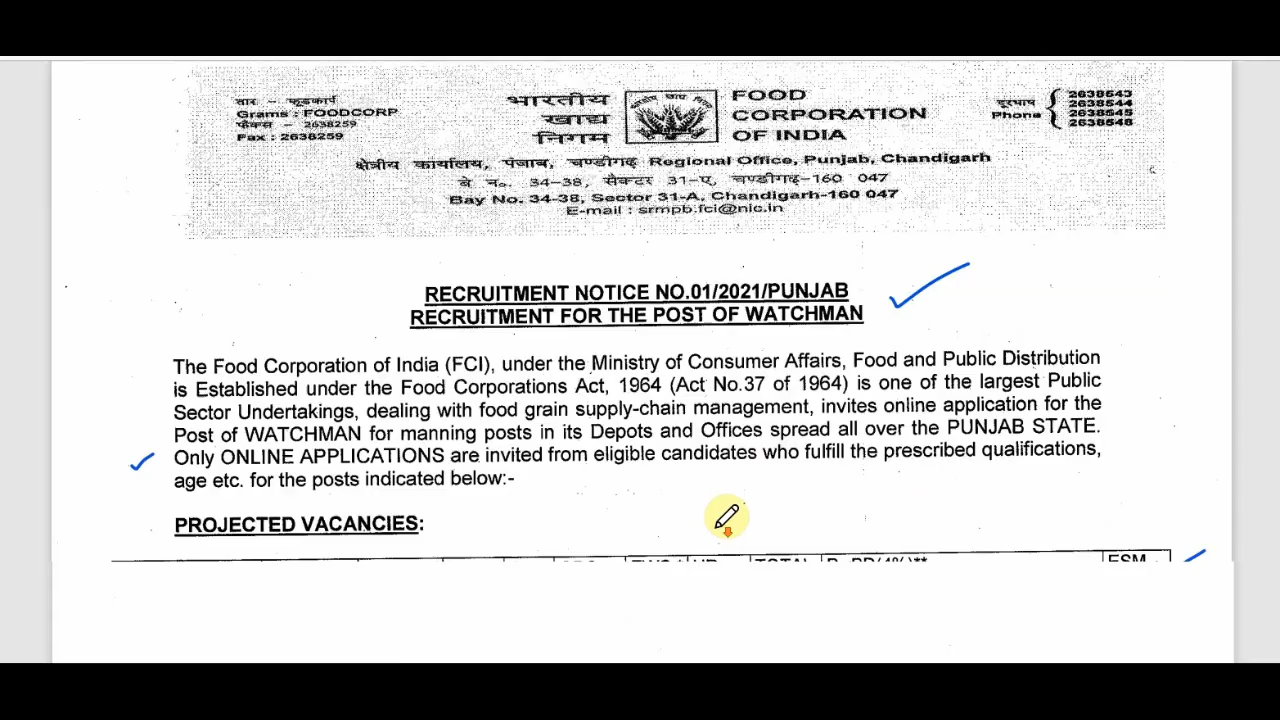 तार - फूडकार्प
Grams : FOODCORP
फैक्स - 2638259
Fax : 2638259
भारतीय
खाद्य
निगम
FOOD
CORPORATION
OF INDIA
दूरभाष
Phone
2638543
2638544
2638545
2638546
क्षेत्रीय कार्यालय, पंजाब, चण्डीगढ़ Regional Office, Punjab, Chandigarh
बे नं. 34-38, सैक्टर 31-ए, चण्डीगढ़-160 047
Bay No. 34-38, Sector 31-A, Chandigarh-160 047
E-mail : srmpb.fci@nic.in
RECRUITMENT NOTICE NO.01/2021/PUNJAB
RECRUITMENT FOR THE POST OF WATCHMAN
The Food Corporation of India (FCI), under the Ministry of Consumer Affairs, Food and Public Distribution
is Established under the Food Corporations Act, 1964 (Act No.37 of 1964) is one of the largest Public
Sector Undertakings, dealing with food grain supply-chain management, invites online application for the
Post of WATCHMAN for manning posts in its Depots and Offices spread all over the PUNJAB STATE.
Only ONLINE APPLICATIONS are invited from eligible candidates who fulfill the prescribed qualifications,
age etc. for the posts indicated below:-
PROJECTED VACANCIES:
TOTAL ESM